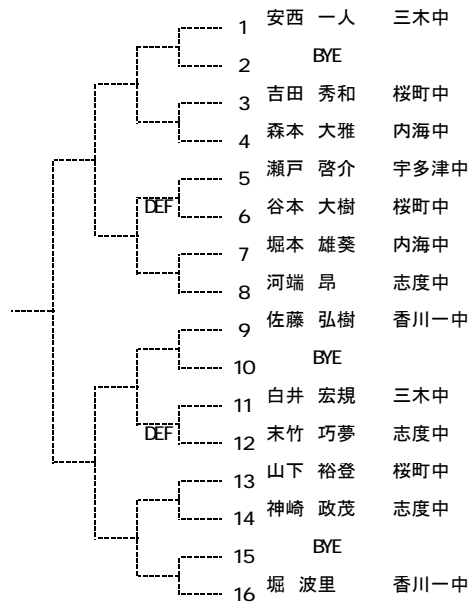 1 安西 一人 三木中
2 BYE
3 吉田 秀和 桜町中
4 森本 大雅 内海中
5 瀬戸 啓介 宇多津中
DEF
6 谷本 大樹 桜町中
7 堀本 雄葵 内海中
8 河端 昂 志度中
9 佐藤 弘樹 香川一中
10 BYE
11 白井 宏規 三木中
DEF
12 末竹 巧夢 志度中
13 山下 裕登 桜町中
14 神崎 政茂 志度中
15 BYE
16 堀 波里 香川一中